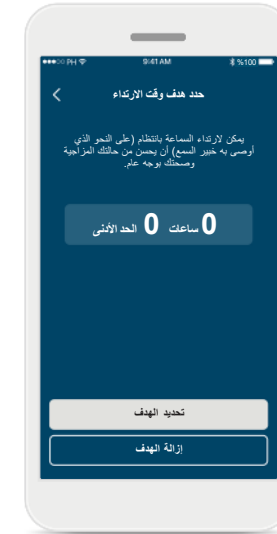 PH 9:41 AM %100
حدد هدف وقت الارتداء
يمكن لارتداء السماعة بانتظام (على النحو الذي
أوصى به خبير السمع) أن يحسن من حالتك المزاجية
وصحتك بوجه عام.
0 ساعات 0 الحد الأدنى
تحديد الهدف
إزالة الهدف